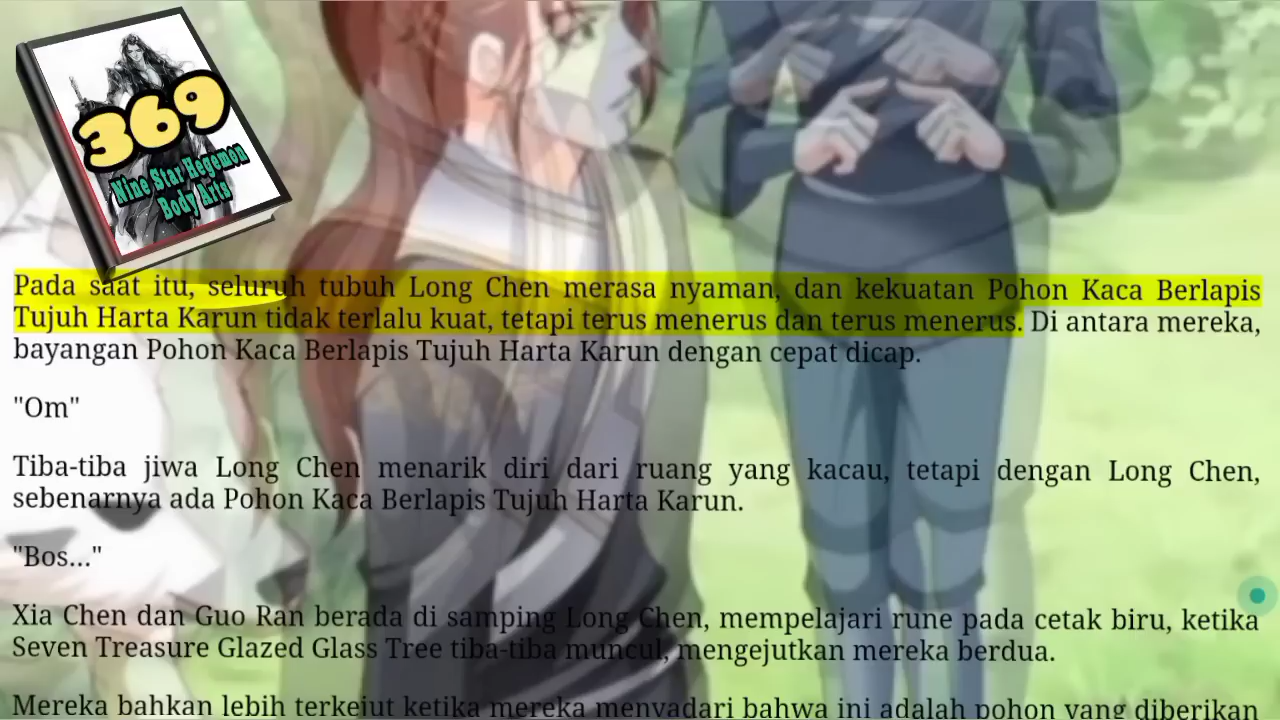 369
Nine Star Hegemon
Body Arts
Pada saat itu, seluruh tubuh Long Chen merasa nyaman, dan kekuatan Pohon Kaca Berlapis
Tujuh Harta Karun tidak terlalu kuat, tetapi terus menerus dan terus menerus. Di antara mereka,
bayangan Pohon Kaca Berlapis Tujuh Harta Karun dengan cepat dicap.
"Om"
Tiba-tiba jiwa Long Chen menarik diri dari ruang yang kacau, tetapi dengan Long Chen,
sebenarnya ada Pohon Kaca Berlapis Tujuh Harta Karun.
"Bos..."
Xia Chen dan Guo Ran berada di samping Long Chen, mempelajari rune pada cetak biru, ketika
Seven Treasure Glazed Glass Tree tiba-tiba muncul, mengejutkan mereka berdua.
Mereka bahkan lebih terkejut ketika mereka menyadari bahwa ini adalah pohon yang diberikan